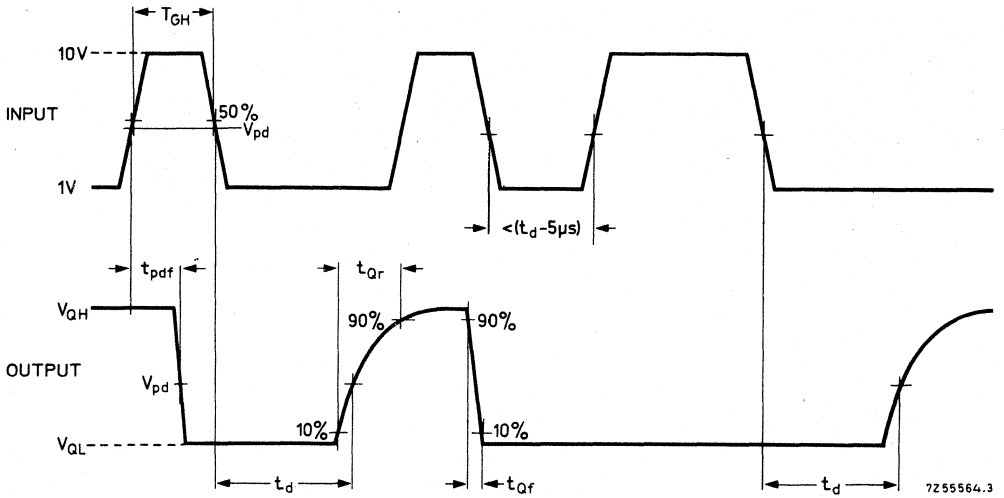 T_GH
10V
INPUT
50%
V_pd
1V
<(t_d-5μs)
t_pdf
t_Qr
V_QH
90%
90%
OUTPUT
V_pd
10%
10%
V_QL
t_d
t_Qf
t_d
7Z55564.3